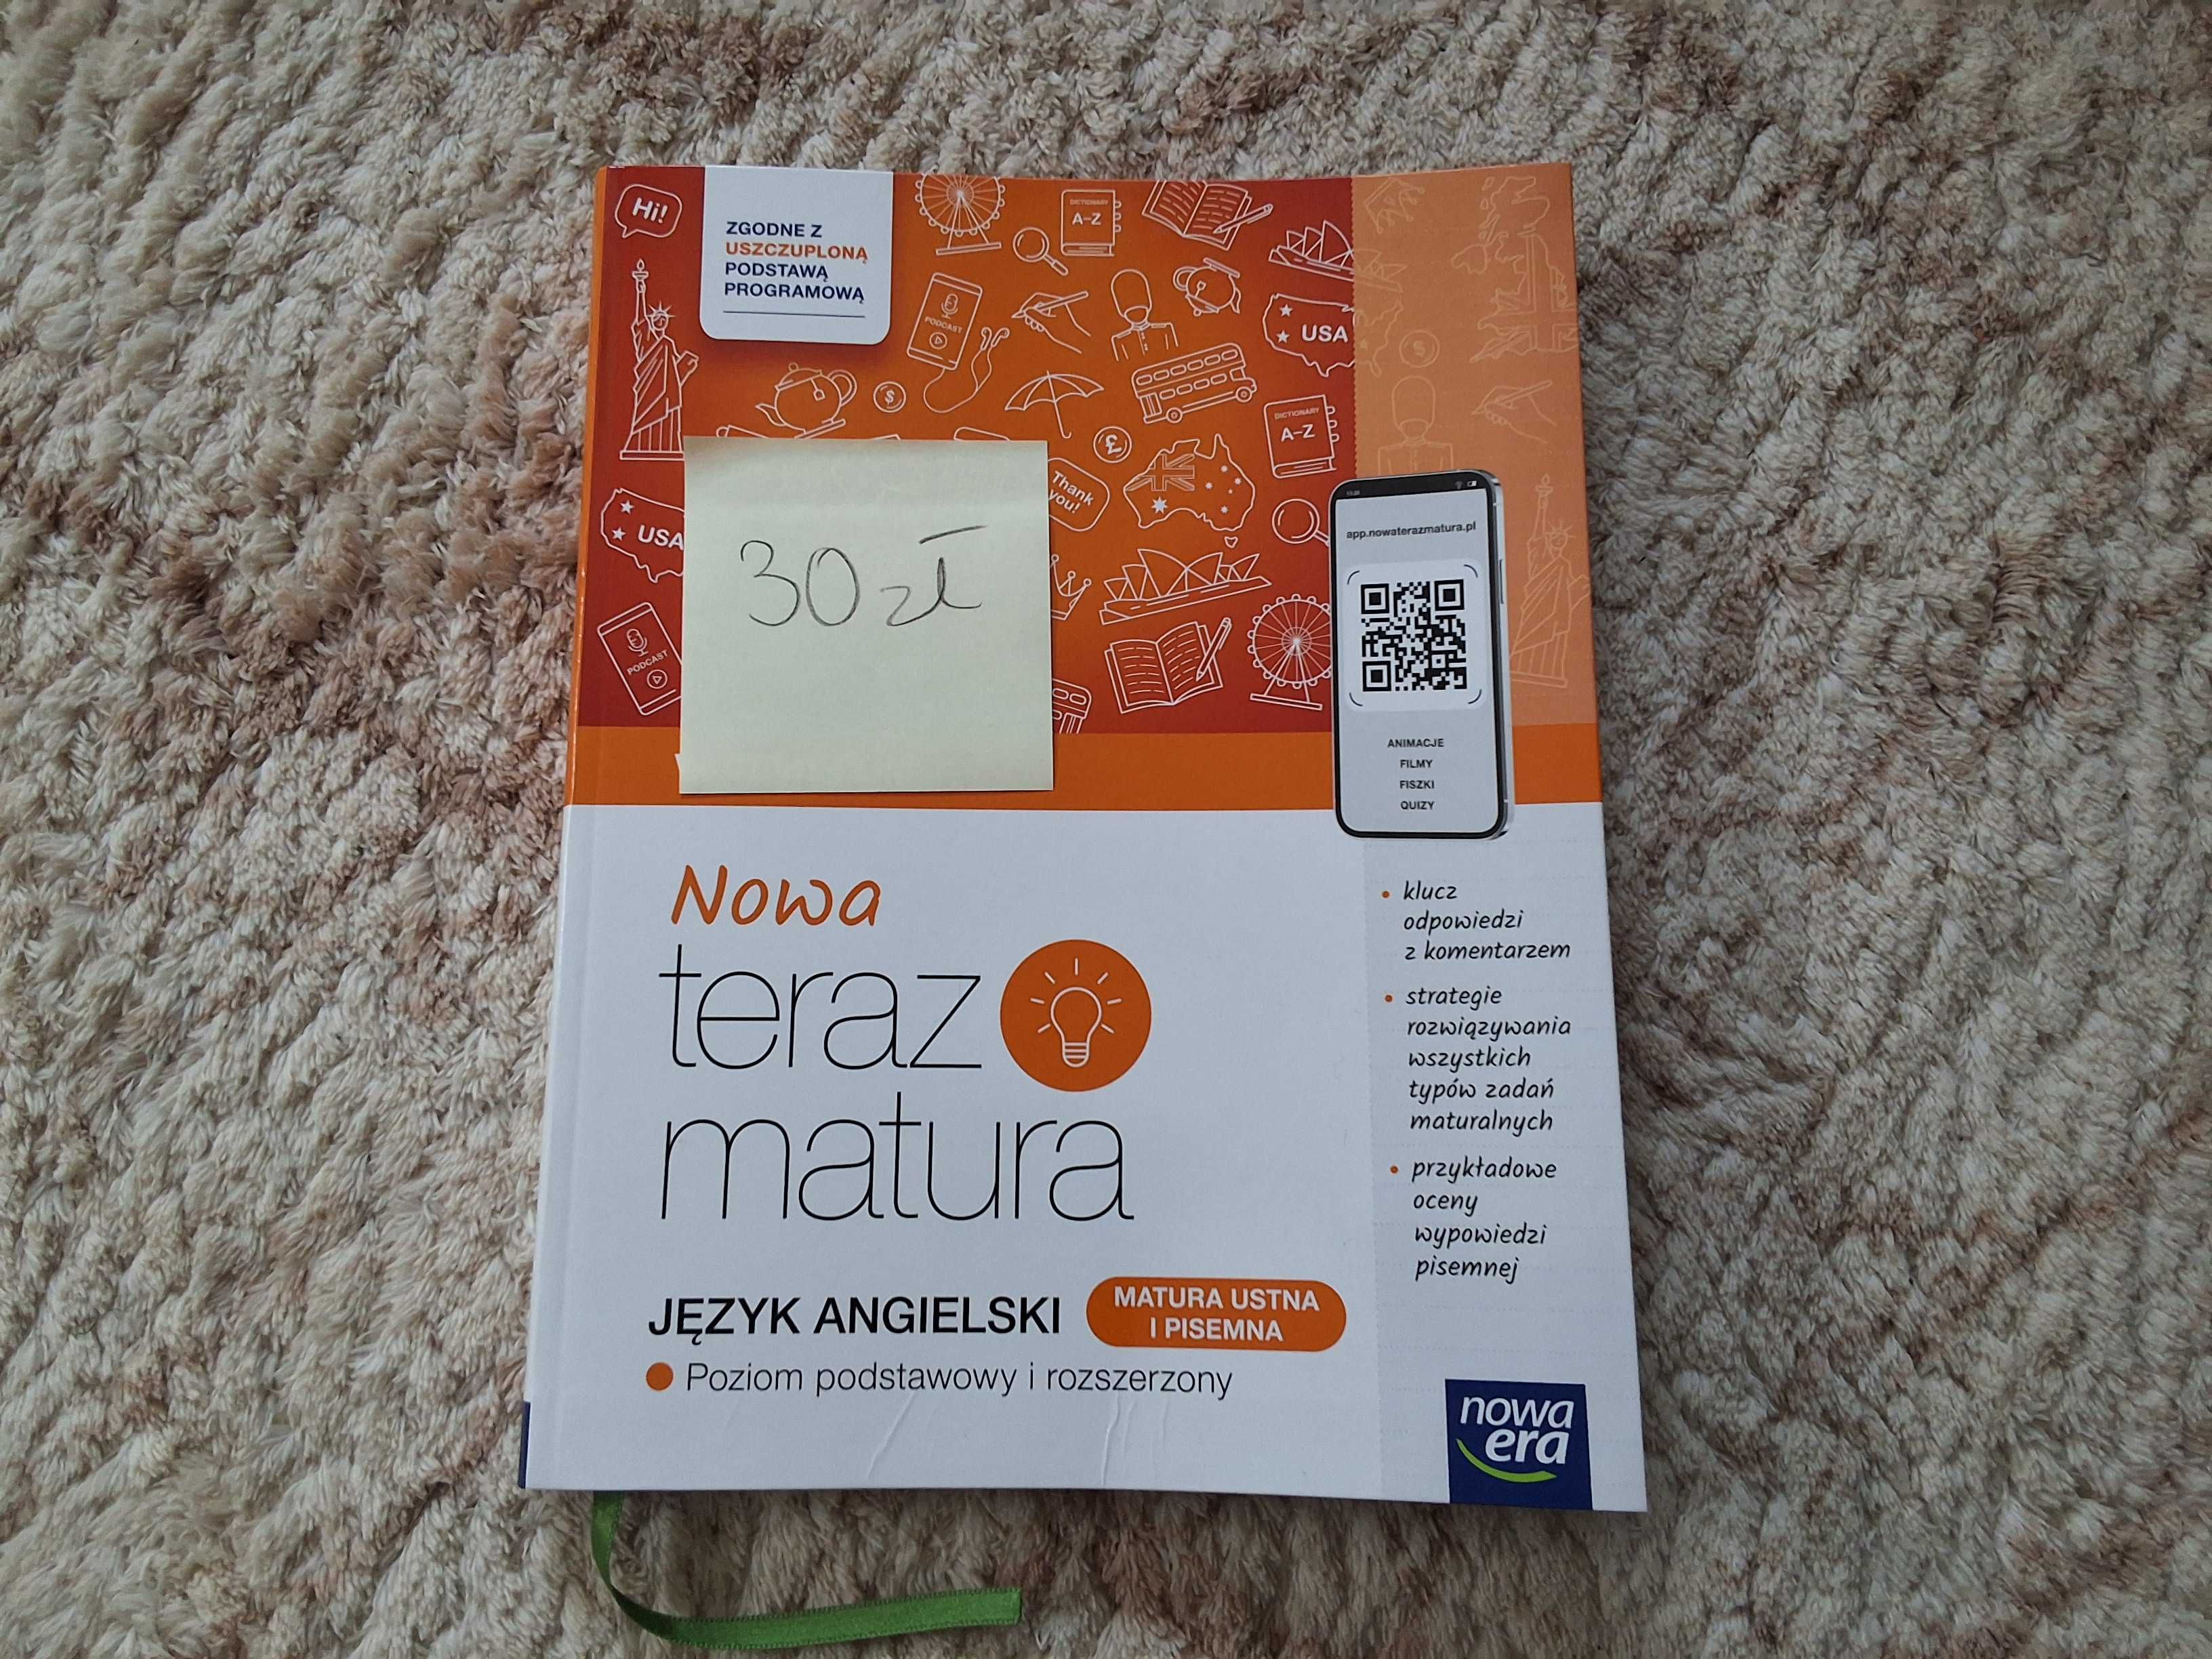 Hi!
ZGODNE Z
USZCZUPLONĄ
PODSTAWĄ
PROGRAMOWĄ
DICTIONARY
A-Z
PODCAST
$
USA
$
DICTIONARY
A-Z
£
Thank
you!
USA
PODCAST
30 zł
app.nowaterazmatura.pl
ANIMACJE
FILMY
FISZKI
QUIZY
Nowa
teraz
matura
JĘZYK ANGIELSKI
MATURA USTNA
I PISEMNA
Poziom podstawowy i rozszerzony
• klucz
odpowiedzi
z komentarzem
• strategie
rozwiązywania
wszystkich
typów zadań
maturalnych
• przykładowe
oceny
wypowiedzi
pisemnej
nowa
era